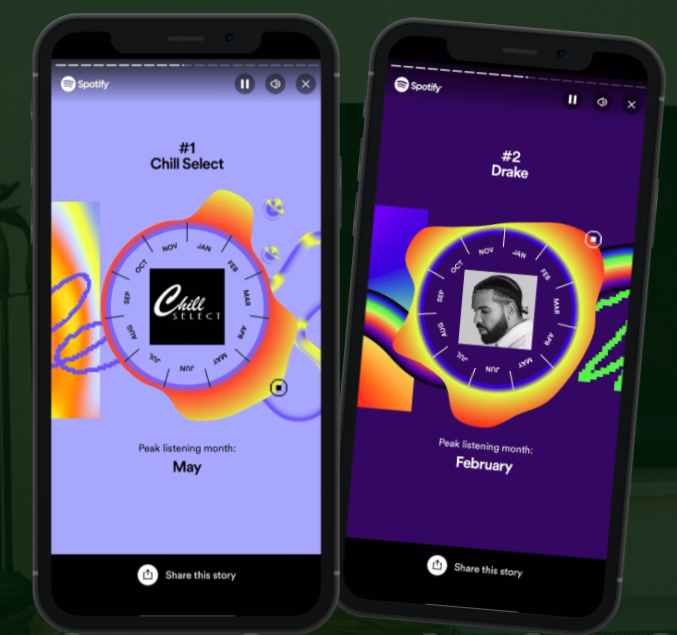 Spotify
#1
Chill Select
JAN
FEB
MAR
APR
MAY
JUN
JUL
AUG
SEP
OCT
NOV
Chill
SELECT
Peak listening month:
May
Share this story
Spotify
#2
Drake
JAN
FEB
MAR
APR
MAY
JUN
JUL
AUG
SEP
OCT
NOV
Peak listening month:
February
Share this story